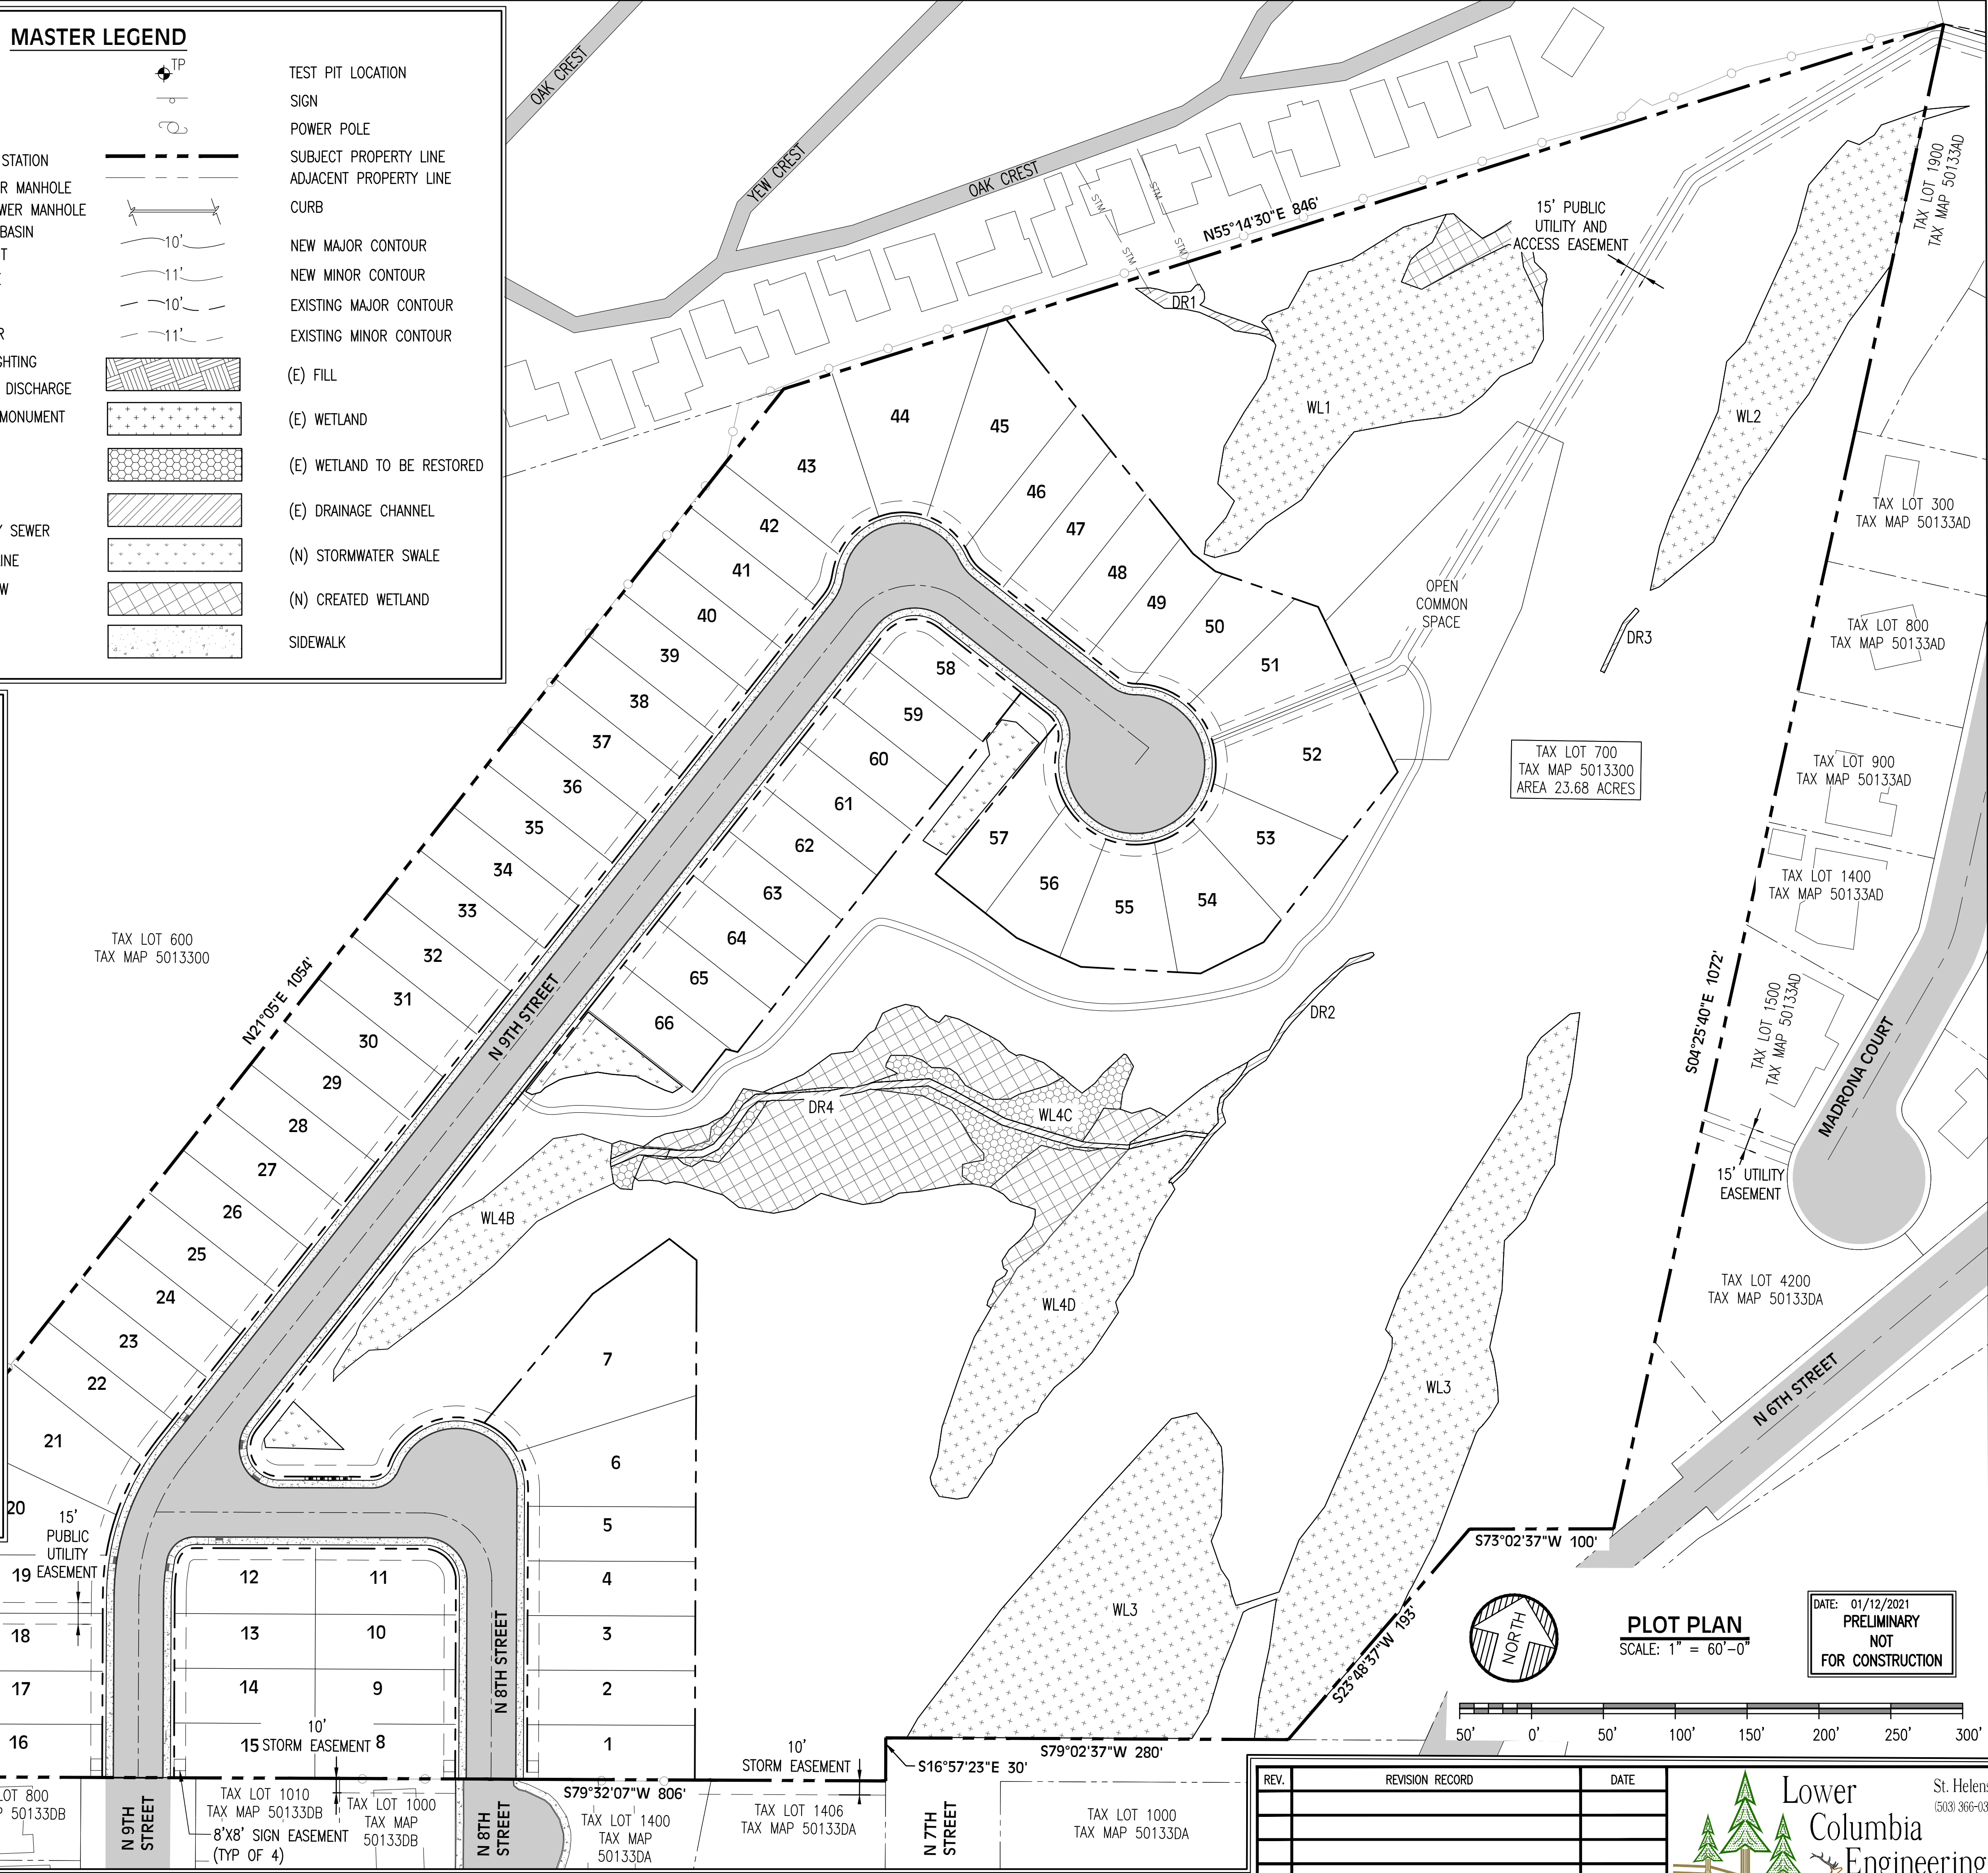 MASTER LEGEND
TP
TEST PIT LOCATION
SIGN
POWER POLE
STATION
SUBJECT PROPERTY LINE
ADJACENT PROPERTY LINE
R MANHOLE
WER MANHOLE
CURB
BASIN
10'
NEW MAJOR CONTOUR
11'
NEW MINOR CONTOUR
10'
EXISTING MAJOR CONTOUR
11'
EXISTING MINOR CONTOUR
GHTING
(E) FILL
DISCHARGE
MONUMENT
(E) WETLAND
(E) WETLAND TO BE RESTORED
(E) DRAINAGE CHANNEL
Y SEWER
INE
(N) STORMWATER SWALE
W
(N) CREATED WETLAND
SIDEWALK
OAK CREST
YEW CREST
OAK CREST
STM
STM
STM
STM
N55°14'30"E 846'
15' PUBLIC
UTILITY AND
ACCESS EASEMENT
TAX LOT 1900
TAX MAP 50133AD
DR1
WL1
WL2
44
45
43
46
42
47
41
48
40
49
50
39
51
38
58
59
37
52
60
36
61
35
57
53
62
34
56
63
54
55
33
64
32
65
31
66
30
29
28
27
26
25
24
23
22
21
20
OPEN
COMMON
SPACE
DR3
TAX LOT 300
TAX MAP 50133AD
TAX LOT 800
TAX MAP 50133AD
TAX LOT 700
TAX MAP 5013300
AREA 23.68 ACRES
TAX LOT 900
TAX MAP 50133AD
TAX LOT 1400
TAX MAP 50133AD
TAX LOT 600
TAX MAP 5013300
N21°05'E 1054'
N 9TH STREET
S04°25'40"E 1072'
TAX LOT 1500
TAX MAP 50133AD
MADRONA COURT
15' UTILITY
EASEMENT
TAX LOT 4200
TAX MAP 50133DA
N 6TH STREET
DR2
DR4
WL4C
WL4B
WL4D
WL3
WL3
7
6
5
4
3
2
1
15'
PUBLIC
UTILITY
EASEMENT
19
18
17
16
12
11
13
10
14
9
15
8
10'
STORM EASEMENT
N 8TH STREET
S73°02'37"W 100'
S23°48'37"W 193'
S79°02'37"W 280'
S16°57'23"E 30'
10'
STORM EASEMENT
S79°32'07"W 806'
NORTH
PLOT PLAN
SCALE: 1" = 60'-0"
DATE: 01/12/2021
PRELIMINARY
NOT
FOR CONSTRUCTION
50'
0'
50'
100'
150'
200'
250'
300'
LOT 800
P 50133DB
N 9TH
STREET
TAX LOT 1010
TAX MAP 50133DB
8'X8' SIGN EASEMENT
(TYP OF 4)
TAX LOT 1000
TAX MAP
50133DB
N 8TH
STREET
TAX LOT 1400
TAX MAP
50133DA
TAX LOT 1406
TAX MAP 50133DA
N 7TH
STREET
TAX LOT 1000
TAX MAP 50133DA
REV.
REVISION RECORD
DATE
Lower
Columbia
Engineering
St. Helens
(503) 366-03